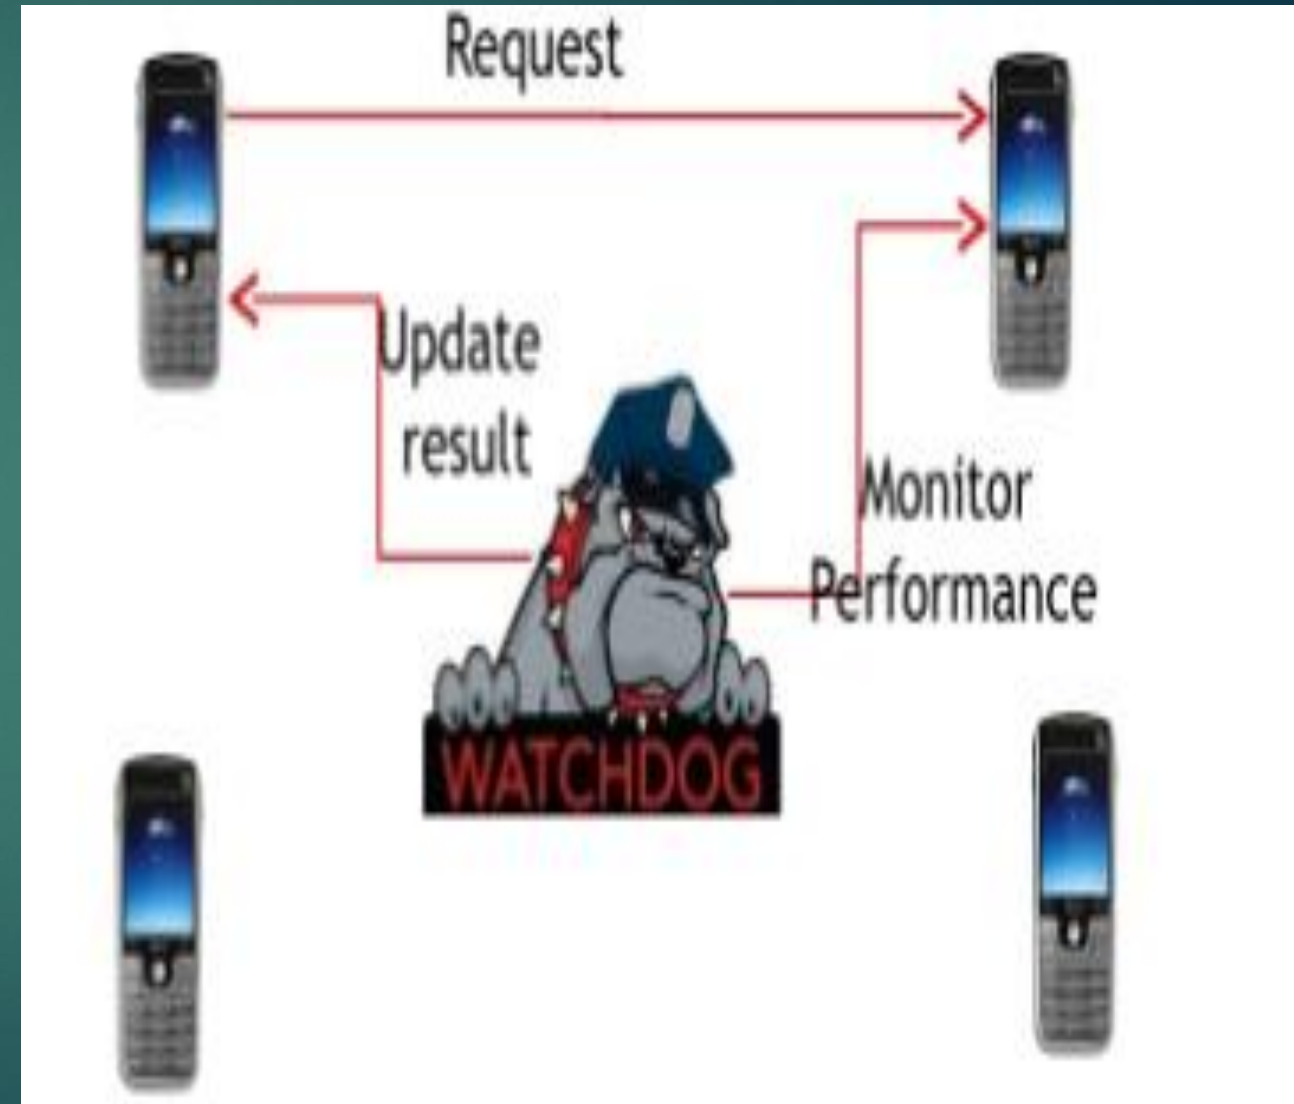 Request
Update
result
Monitor
Performance
WATCHDOG